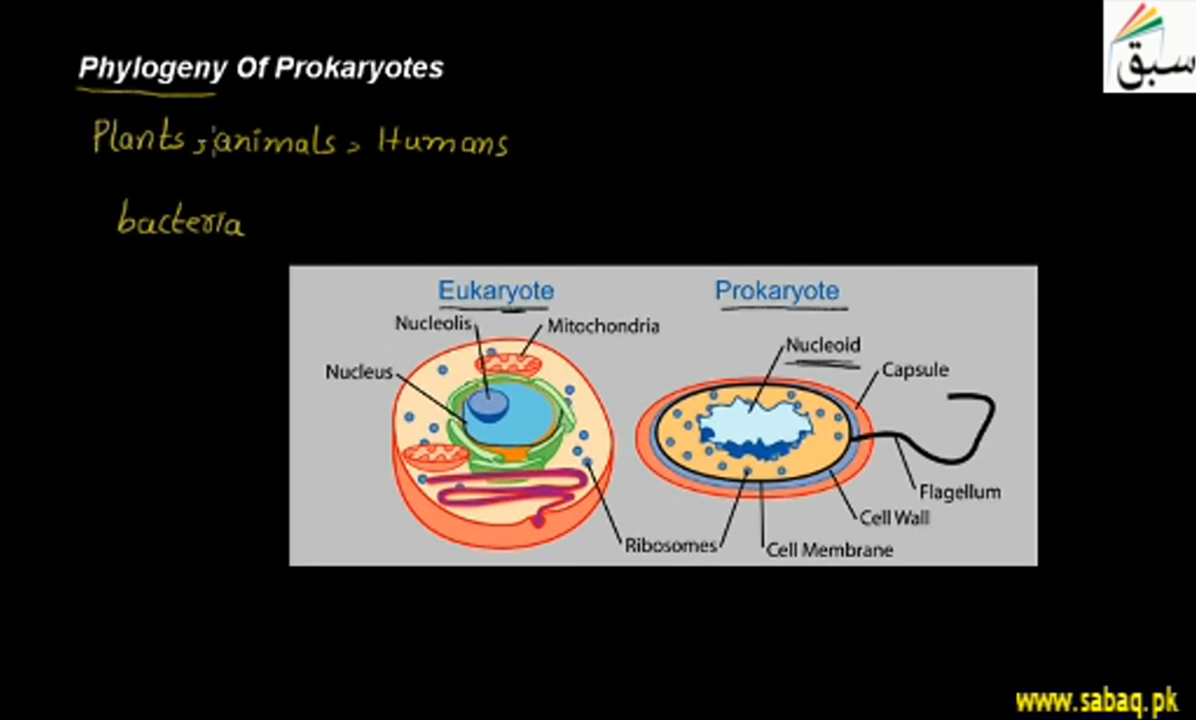 سبق
Phylogeny Of Prokaryotes
Plants, animals, Humans
bacteria
Eukaryote
Prokaryote
Nucleolis
Mitochondria
Nucleus
Nucleoid
Capsule
Flagellum
Cell Wall
Ribosomes
Cell Membrane
www.sabaq.pk